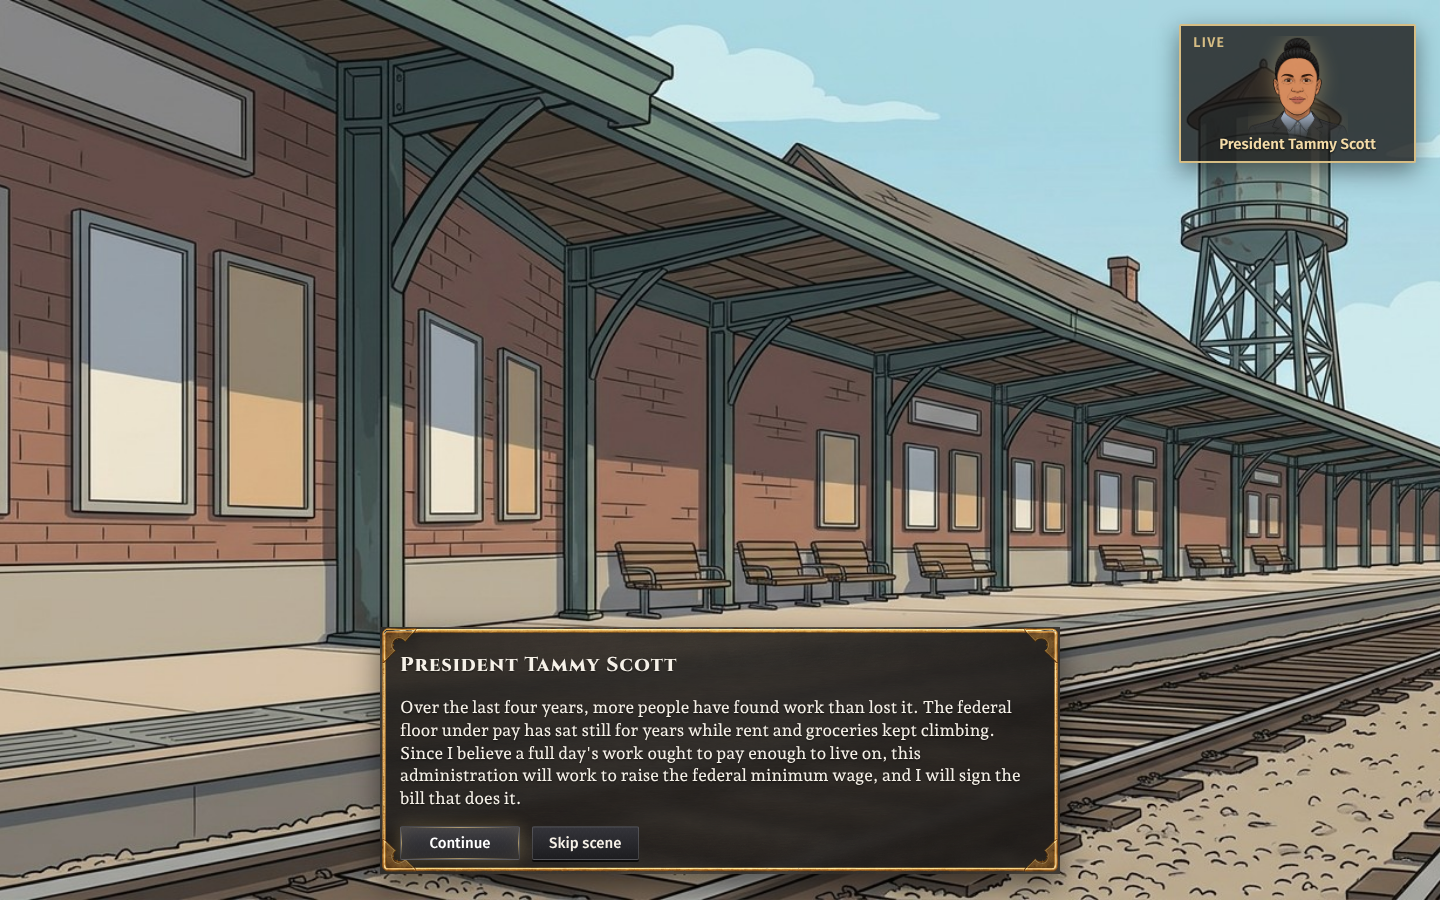 LIVE
President Tammy Scott
President Tammy Scott
Over the last four years, more people have found work than lost it. The federal
floor under pay has sat still for years while rent and groceries kept climbing.
Since I believe a full day's work ought to pay enough to live on, this
administration will work to raise the federal minimum wage, and I will sign the
bill that does it.
Continue
Skip scene